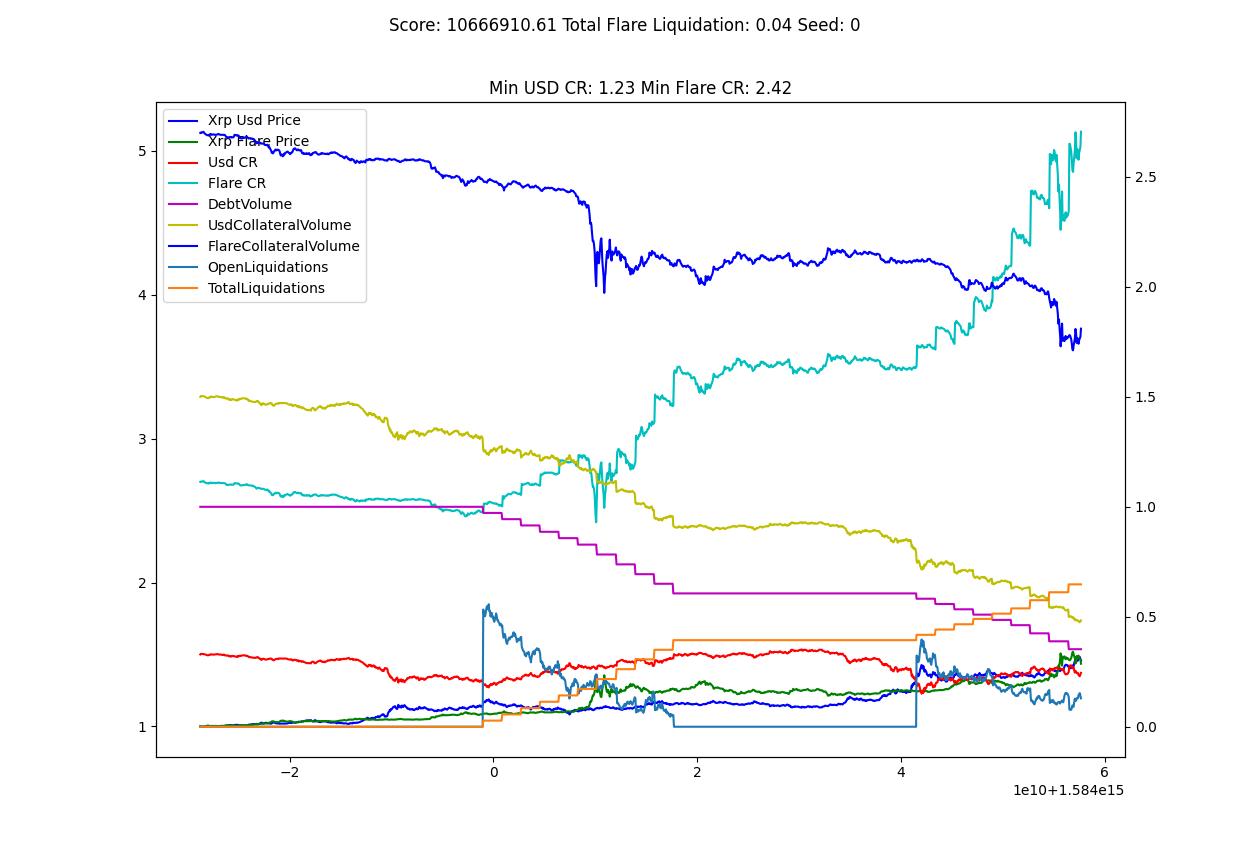 Score: 10666910.61 Total Flare Liquidation: 0.04 Seed: 0
Min USD CR: 1.23 Min Flare CR: 2.42
Xrp Usd Price
Xrp Flare Price
Usd CR
Flare CR
DebtVolume
UsdCollateralVolume
FlareCollateralVolume
OpenLiquidations
TotalLiquidations
5
4
3
2
1
2.5
2.0
1.5
1.0
0.5
0.0
−2
0
2
4
6
1e10+1.584e15